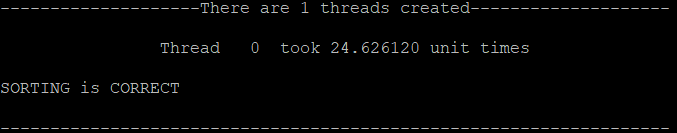 --------------------There are 1 threads created--------------------
Thread   0  took 24.626120 unit times
SORTING is CORRECT
-------------------------------------------------------------------